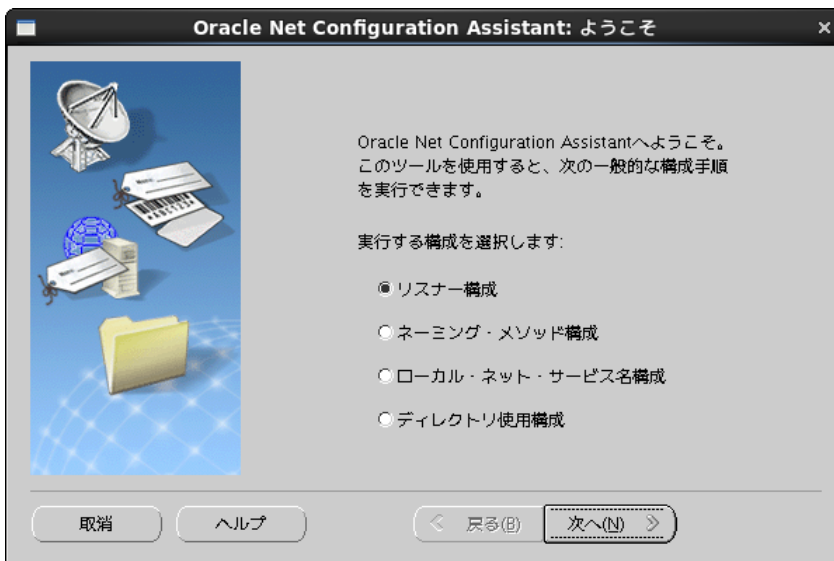 Oracle Net Configuration Assistant: ようこそ
Oracle Net Configuration Assistantへようこそ。
このツールを使用すると、次の一般的な構成手順
を実行できます。
実行する構成を選択します:
リスナー構成
ネーミング・メソッド構成
ローカル・ネット・サービス名構成
ディレクトリ使用構成
取消
ヘルプ
戻る(B)
次へ(N)